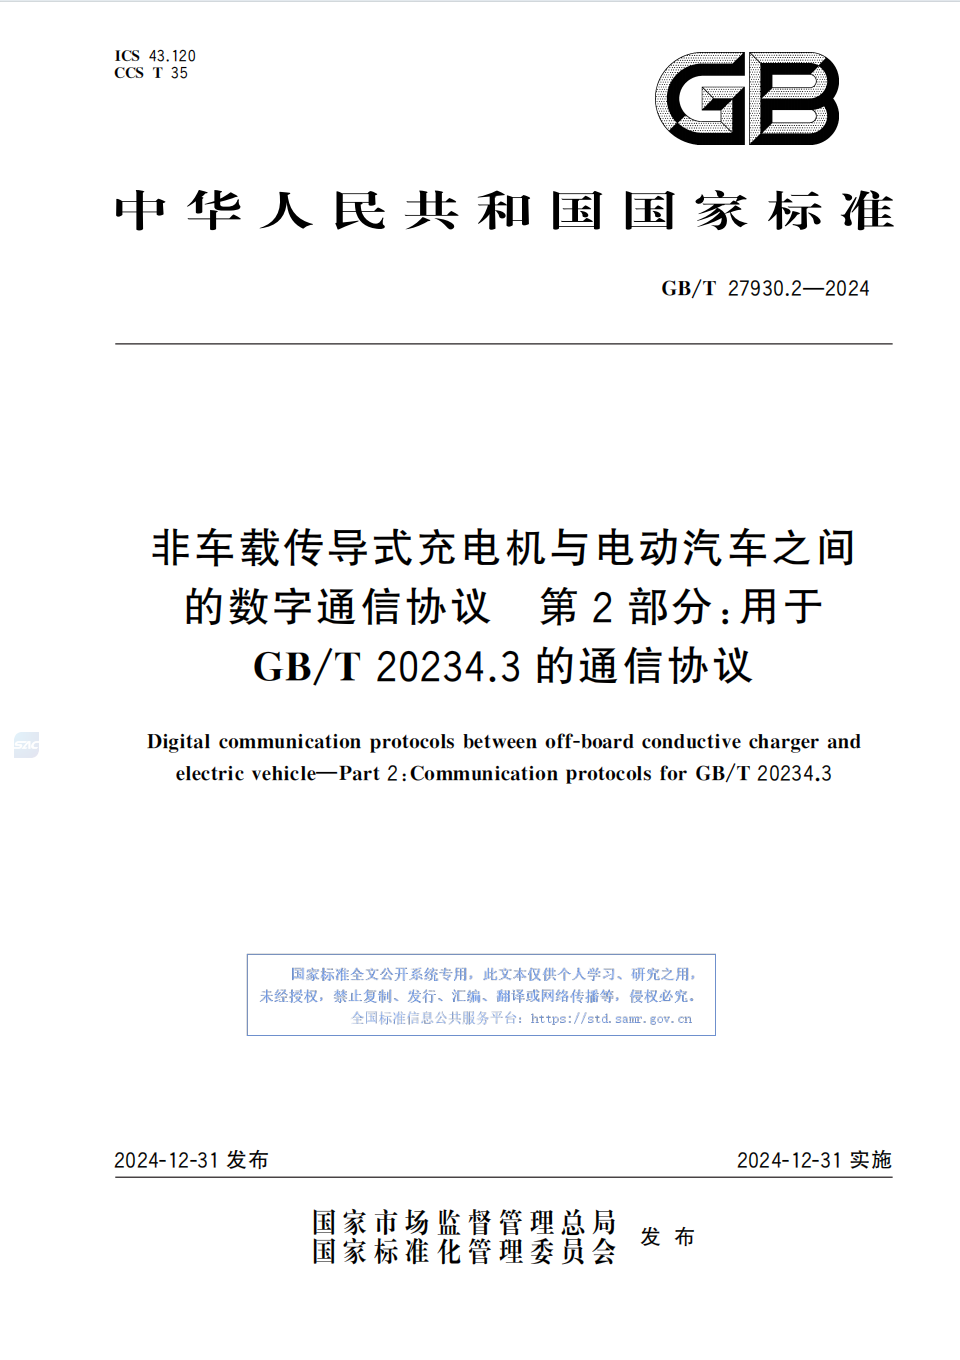 ICS 43.120
CCS T 35
GB
中华人民共和国国家标准
GB/T 27930.2—2024
非车载传导式充电机与电动汽车之间
的数字通信协议 第2部分:用于
GB/T 20234.3的通信协议
Digital communication protocols between off-board conductive charger and
electric vehicle—Part 2:Communication protocols for GB/T 20234.3
SAC
国家标准全文公开系统专用，此文本仅供个人学习、研究之用，
未经授权，禁止复制、发行、汇编、翻译或网络传播等，侵权必究。
全国标准信息公共服务平台：https://std.samr.gov.cn
2024-12-31 发布
2024-12-31 实施
国家市场监督管理总局
国家标准化管理委员会
发布